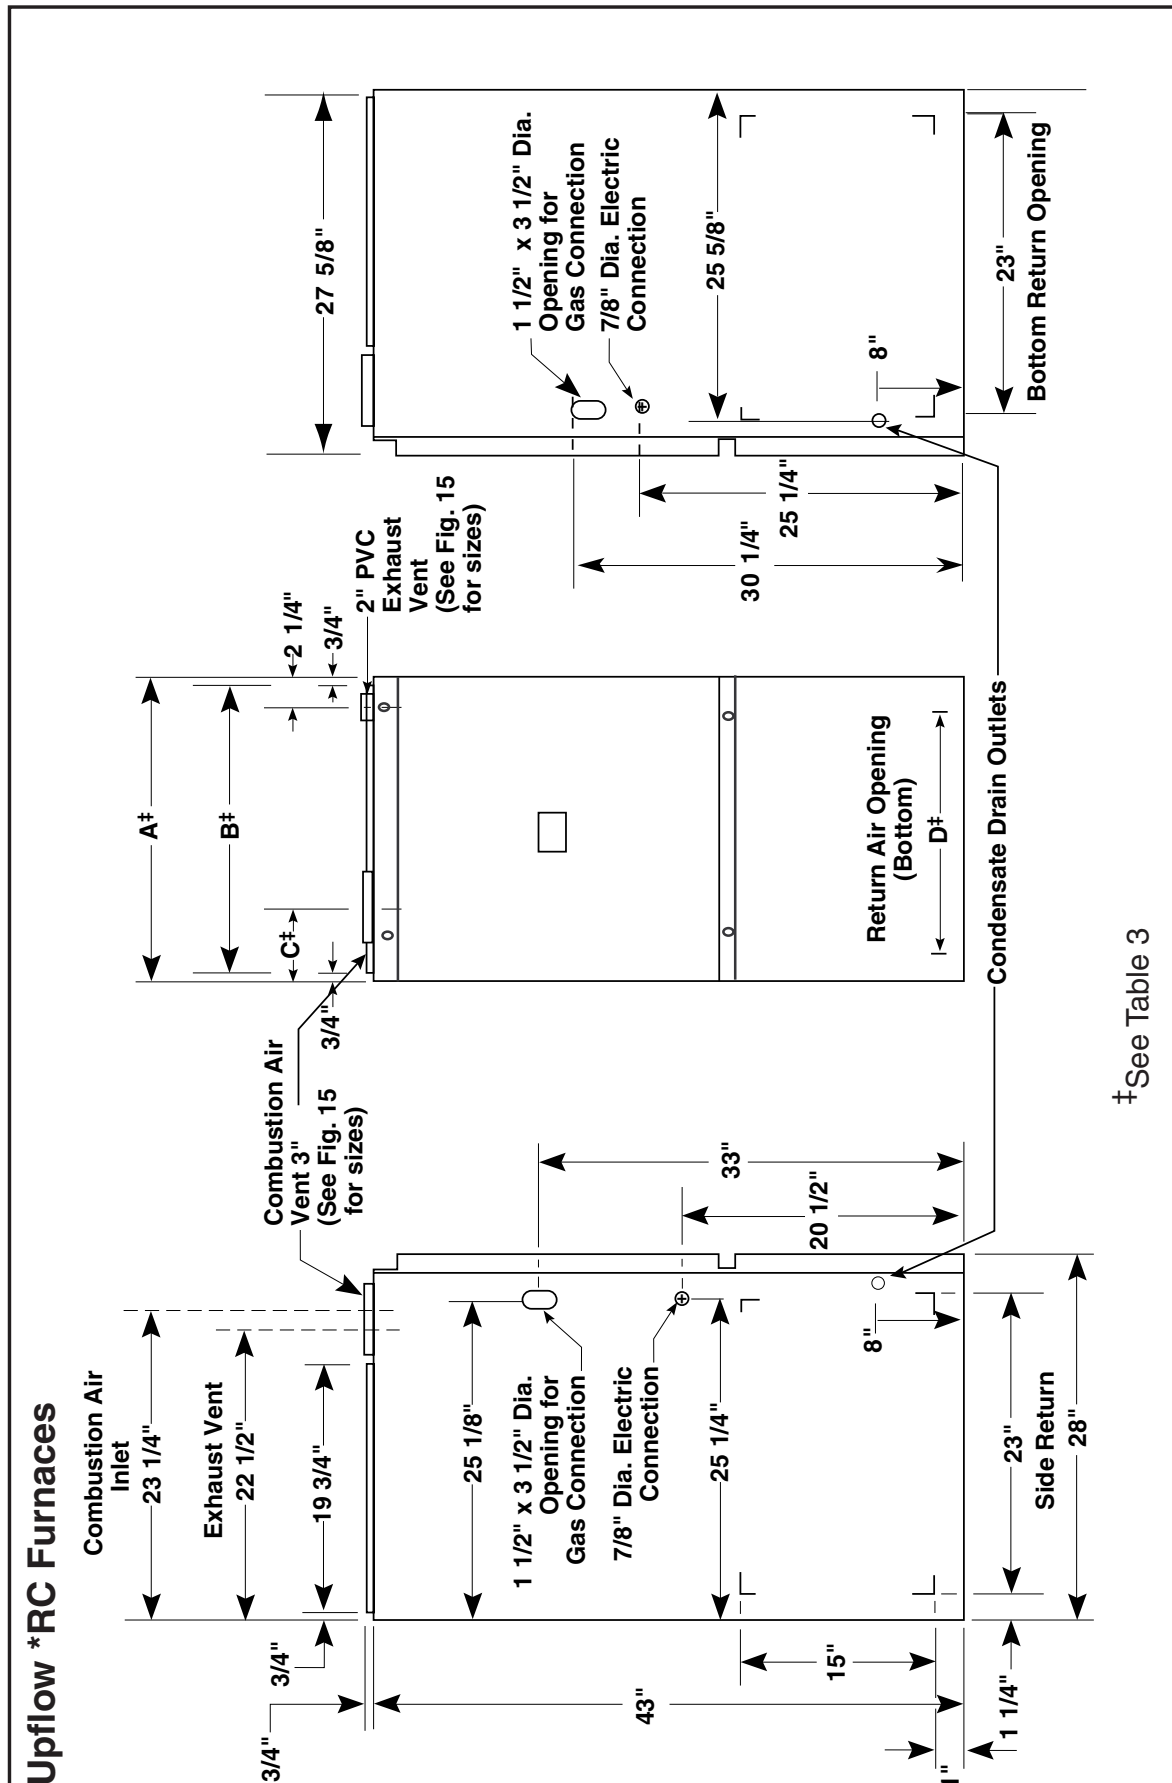 Upflow *RC Furnaces
Combustion Air
Inlet
23 1/4"
Exhaust Vent
22 1/2"
19 3/4"
3/4"
3/4"
25 1/8"
1 1/2" x 3 1/2" Dia.
Opening for
Gas Connection
7/8" Dia. Electric
Connection
25 1/4"
43"
15"
1"
1 1/4"
23"
Side Return
28"
8"
33"
20 1/2"
Combustion Air
Vent 3"
(See Fig. 15
for sizes)
A‡
B‡
C‡
3/4"
2 1/4"
3/4"
2" PVC
Exhaust
Vent
(See Fig. 15
for sizes)
Return Air Opening
(Bottom)
D‡
Condensate Drain Outlets
27 5/8"
1 1/2" x 3 1/2" Dia.
Opening for
Gas Connection
7/8" Dia. Electric
Connection
25 5/8"
30 1/4"
25 1/4"
8"
23"
Bottom Return Opening
‡See Table 3